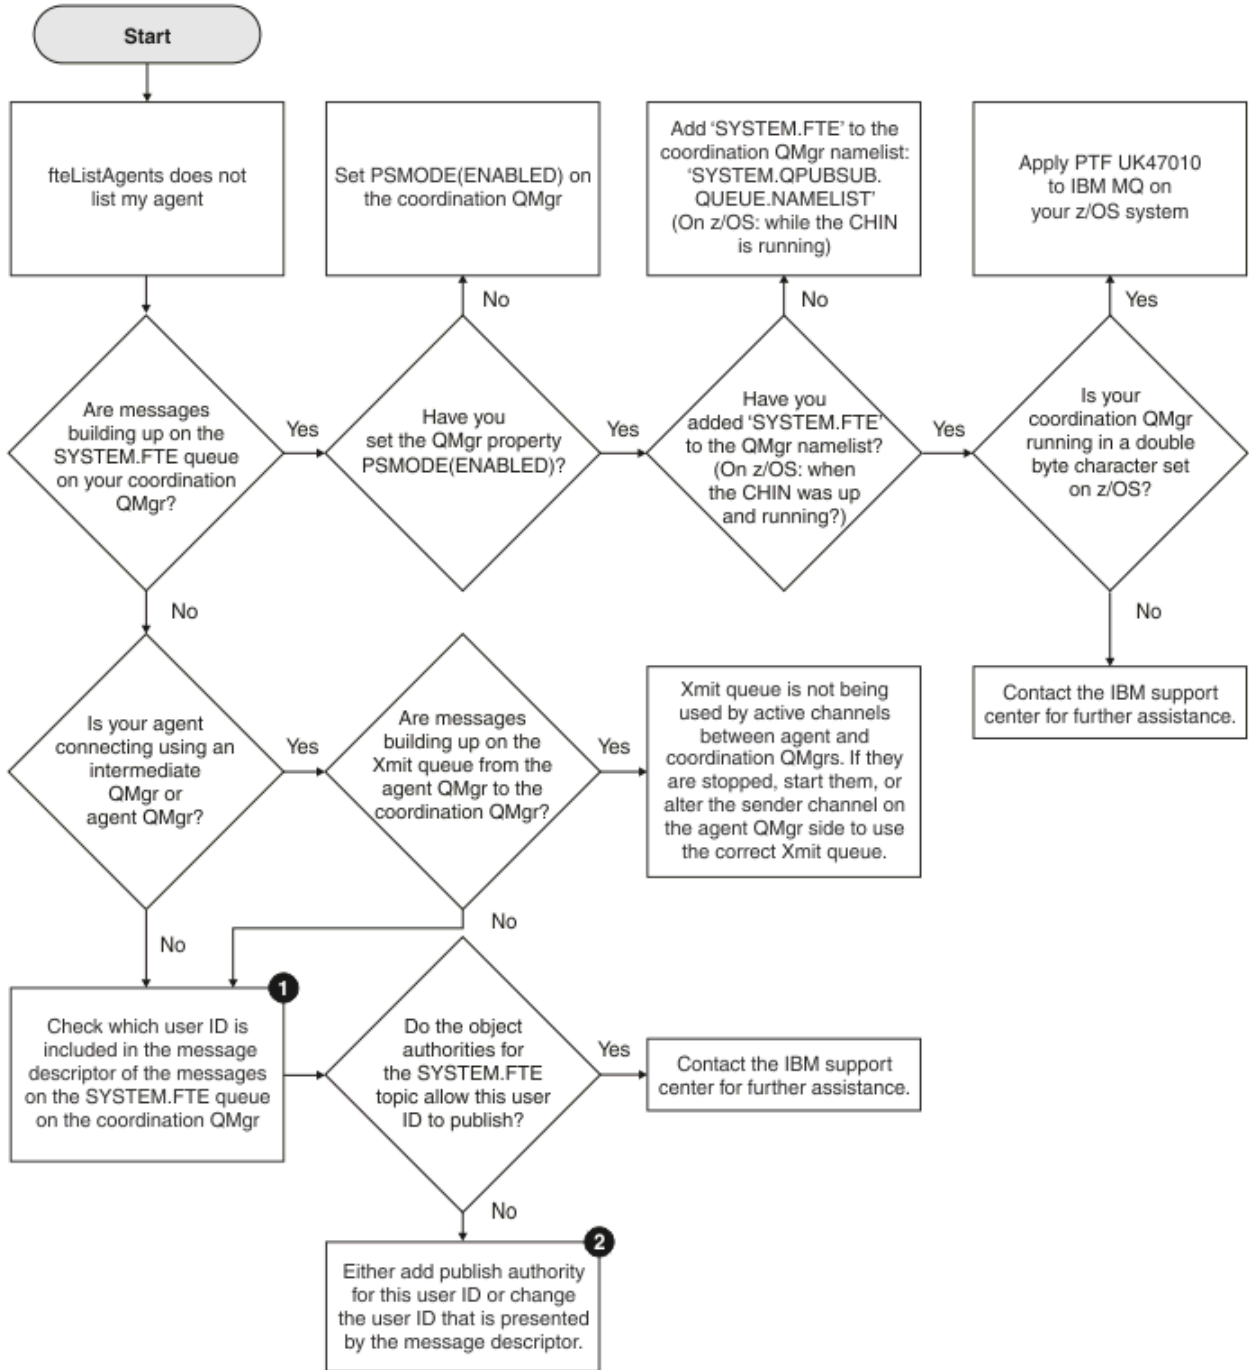 Start
fteListAgents does not
list my agent
Set PSMODE(ENABLED) on
the coordination QMgr
Add ‘SYSTEM.FTE’ to the
coordination QMgr namelist:
‘SYSTEM.QPUBSUB.
QUEUE.NAMELIST’
(On z/OS: while the CHIN
is running)
Apply PTF UK47010
to IBM MQ on
your z/OS system
No
No
Yes
Are messages
building up on the
SYSTEM.FTE queue
on your coordination
QMgr?
Yes
Have you
set the QMgr property
PSMODE(ENABLED)?
Yes
Have you
added ‘SYSTEM.FTE’
to the QMgr namelist?
(On z/OS: when
the CHIN was up
and running?)
Yes
Is your
coordination QMgr
running in a double
byte character set
on z/OS?
No
No
Contact the IBM support
center for further assistance.
Is your agent
connecting using an
intermediate
QMgr or
agent QMgr?
Yes
Are messages
building up on the
Xmit queue from the
agent QMgr to the
coordination QMgr?
Yes
Xmit queue is not being
used by active channels
between agent and
coordination QMgrs. If they
are stopped, start them, or
alter the sender channel on
the agent QMgr side to use
the correct Xmit queue.
No
No
1
Check which user ID is
included in the message
descriptor of the messages
on the SYSTEM.FTE queue
on the coordination QMgr
Do the object
authorities for
the SYSTEM.FTE
topic allow this user
ID to publish?
Yes
Contact the IBM support
center for further assistance.
No
2
Either add publish authority
for this user ID or change
the user ID that is presented
by the message descriptor.